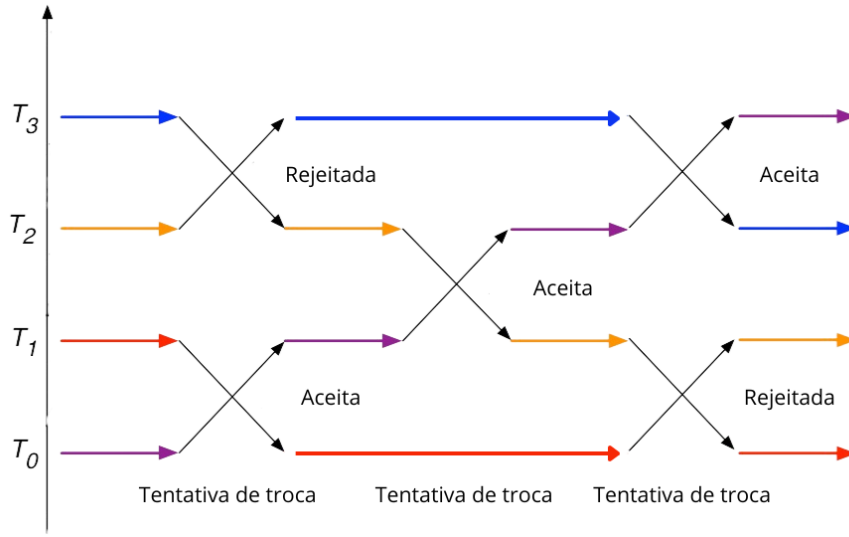 T3
Rejeitada
Aceita
T2
Aceita
T1
Aceita
Rejeitada
T0
Tentativa de troca
Tentativa de troca
Tentativa de troca